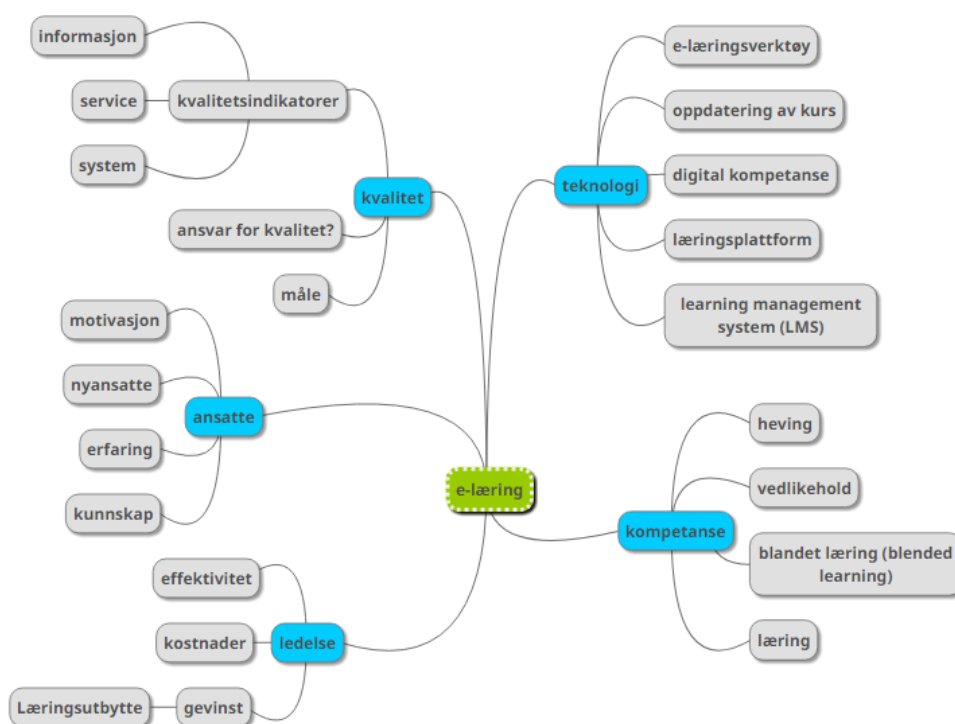 informasjon
service
system
kvalitetsindikatorer
ansvar for kvalitet?
måle
kvalitet
motivasjon
nyansatte
erfaring
kunnskap
ansatte
effektivitet
kostnader
Læringsutbytte
gevinst
ledelse
e-læring
teknologi
e-læringsverktøy
oppdatering av kurs
digital kompetanse
læringsplattform
learning management
system (LMS)
kompetanse
heving
vedlikehold
blandet læring (blended
learning)
læring